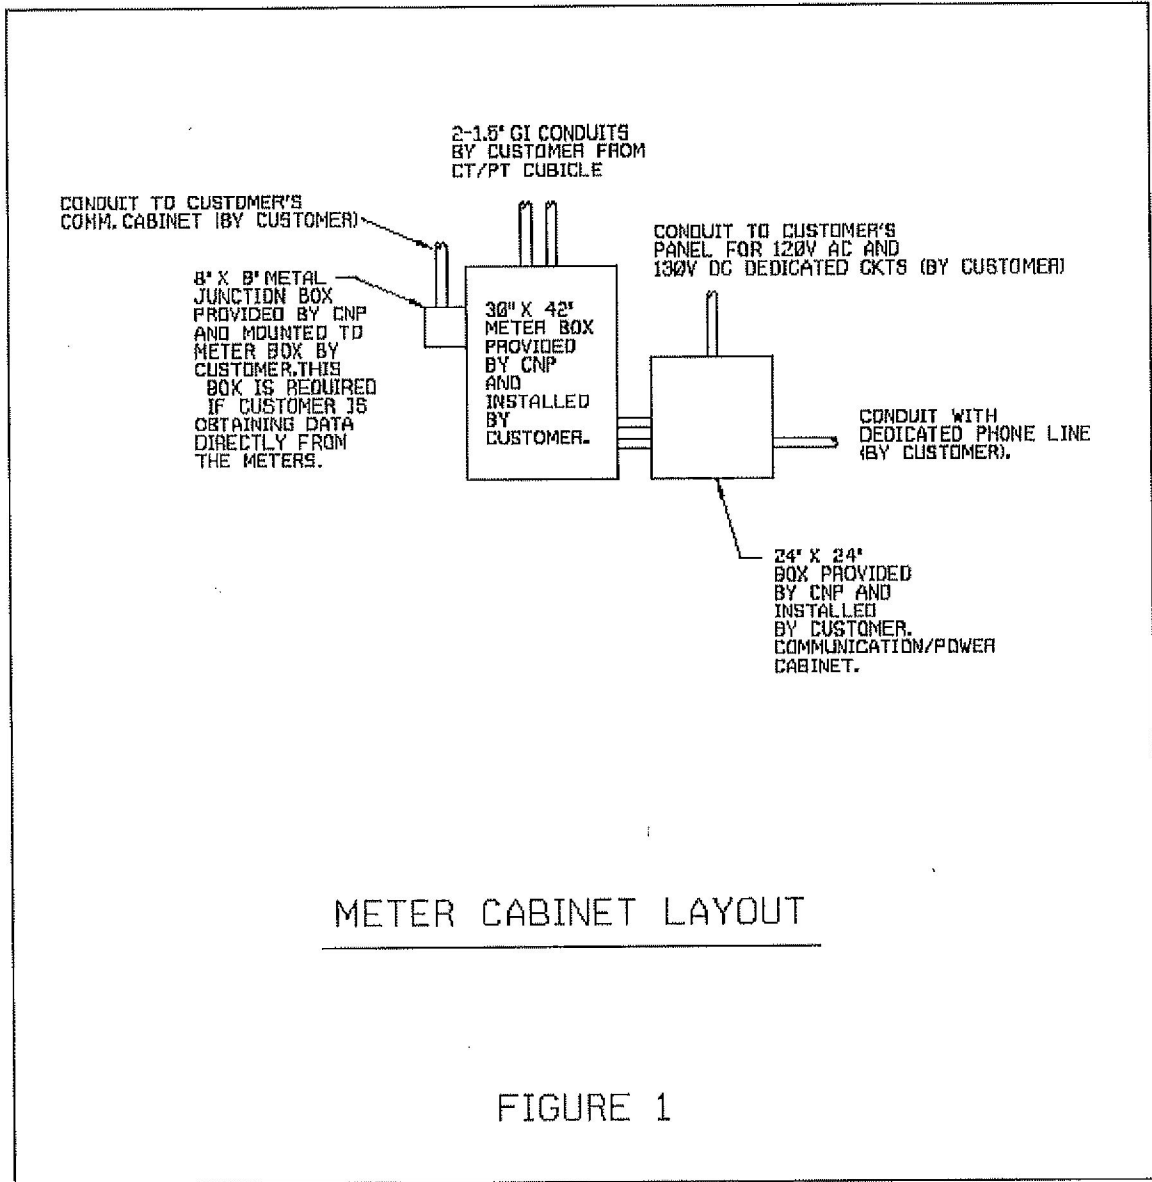 2-1.5" GI CONDUITS
BY CUSTOMER FROM
CT/PT CUBICLE
CONDUIT TO CUSTOMER'S
COMM. CABINET (BY CUSTOMER)
CONDUIT TO CUSTOMER'S
PANEL FOR 120V AC AND
130V DC DEDICATED CKTS (BY CUSTOMER)
8" X 8" METAL
JUNCTION BOX
PROVIDED BY CNP
AND MOUNTED TO
METER BOX BY
CUSTOMER.THIS
BOX IS REQUIRED
IF CUSTOMER IS
OBTAINING DATA
DIRECTLY FROM
THE METERS.
30" X 42"
METER BOX
PROVIDED
BY CNP
AND
INSTALLED
BY
CUSTOMER.
CONDUIT WITH
DEDICATED PHONE LINE
(BY CUSTOMER).
24" X 24"
BOX PROVIDED
BY CNP AND
INSTALLED
BY CUSTOMER.
COMMUNICATION/POWER
CABINET.
METER CABINET LAYOUT
FIGURE 1